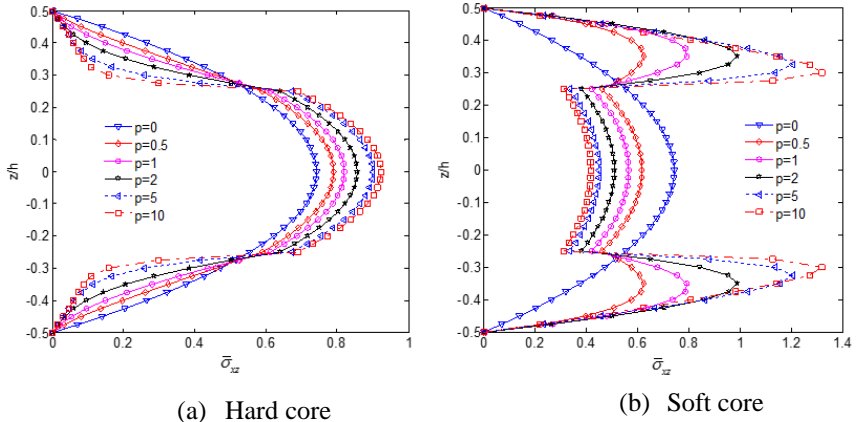 0.5
0.4
0.3
0.2
0.1
0
-0.1
-0.2
-0.3
-0.4
-0.5
z/h
0 0.2 0.4 0.6 0.8 1
σ̅xz
p=0
p=0.5
p=1
p=2
p=5
p=10
(a) Hard core
0.5
0.4
0.3
0.2
0.1
0
-0.1
-0.2
-0.3
-0.4
-0.5
z/h
0 0.2 0.4 0.6 0.8 1 1.2 1.4
σ̅xz
p=0
p=0.5
p=1
p=2
p=5
p=10
(b) Soft core